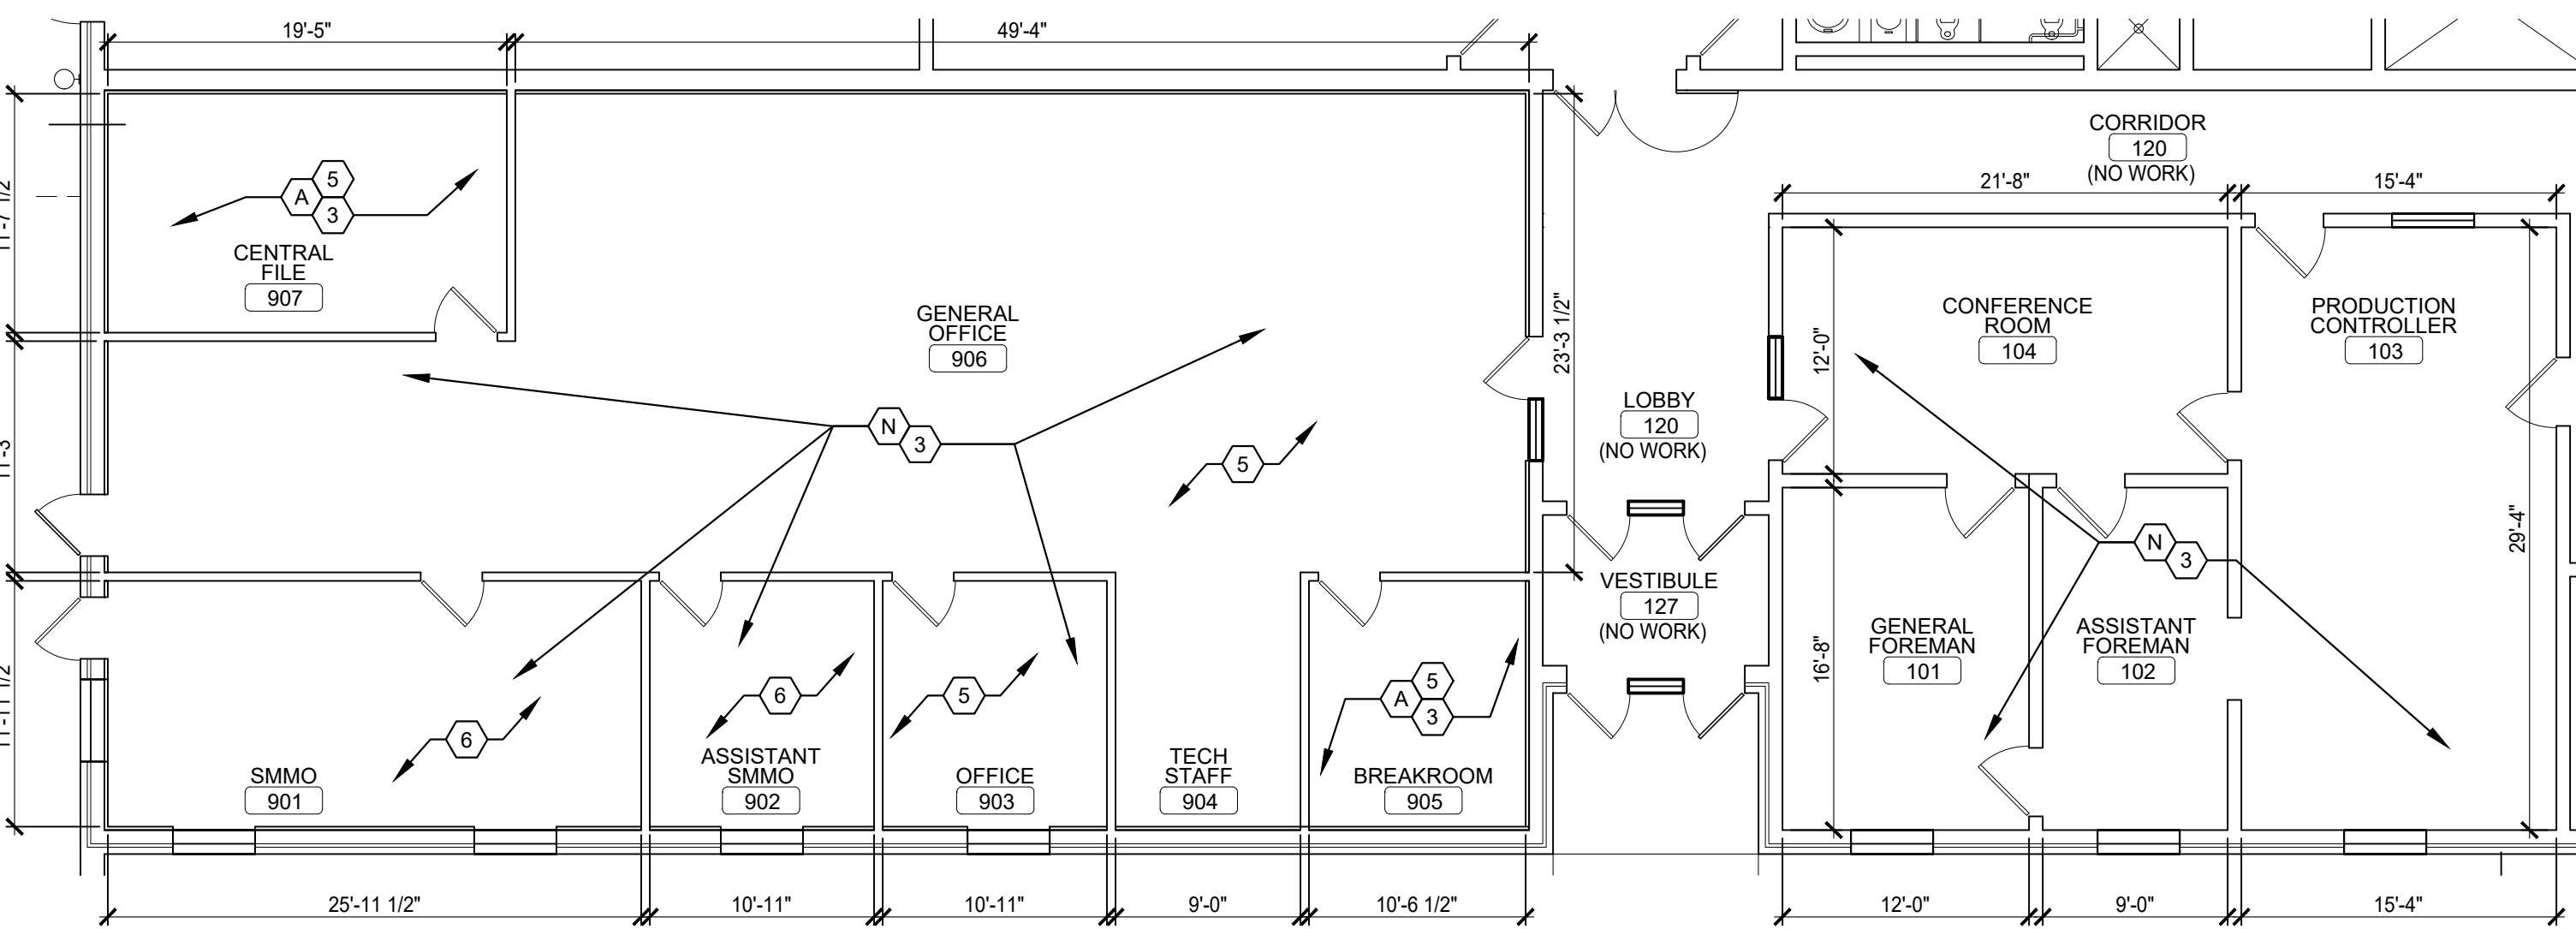 19'-5"
49'-4"
CORRIDOR
120
(NO WORK)
21'-8"
15'-4"
5
A
3
CENTRAL
FILE
907
GENERAL
OFFICE
906
23'-3 1/2"
12'-0"
CONFERENCE
ROOM
104
PRODUCTION
CONTROLLER
103
N
3
5
LOBBY
120
(NO WORK)
29'-4"
N
3
VESTIBULE
127
(NO WORK)
16'-8"
GENERAL
FOREMAN
101
ASSISTANT
FOREMAN
102
6
6
5
5
A
3
SMMO
901
ASSISTANT
SMMO
902
OFFICE
903
TECH
STAFF
904
BREAKROOM
905
25'-11 1/2"
10'-11"
10'-11"
9'-0"
10'-6 1/2"
12'-0"
9'-0"
15'-4"